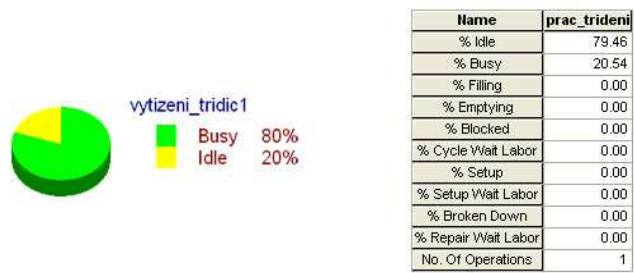 vytizeni_tridic1
Busy 80%
Idle 20%
Name prac_trideni
% Idle 79.46
% Busy 20.54
% Filling 0.00
% Emptying 0.00
% Blocked 0.00
% Cycle Wait Labor 0.00
% Setup 0.00
% Setup Wait Labor 0.00
% Broken Down 0.00
% Repair Wait Labor 0.00
No. Of Operations 1